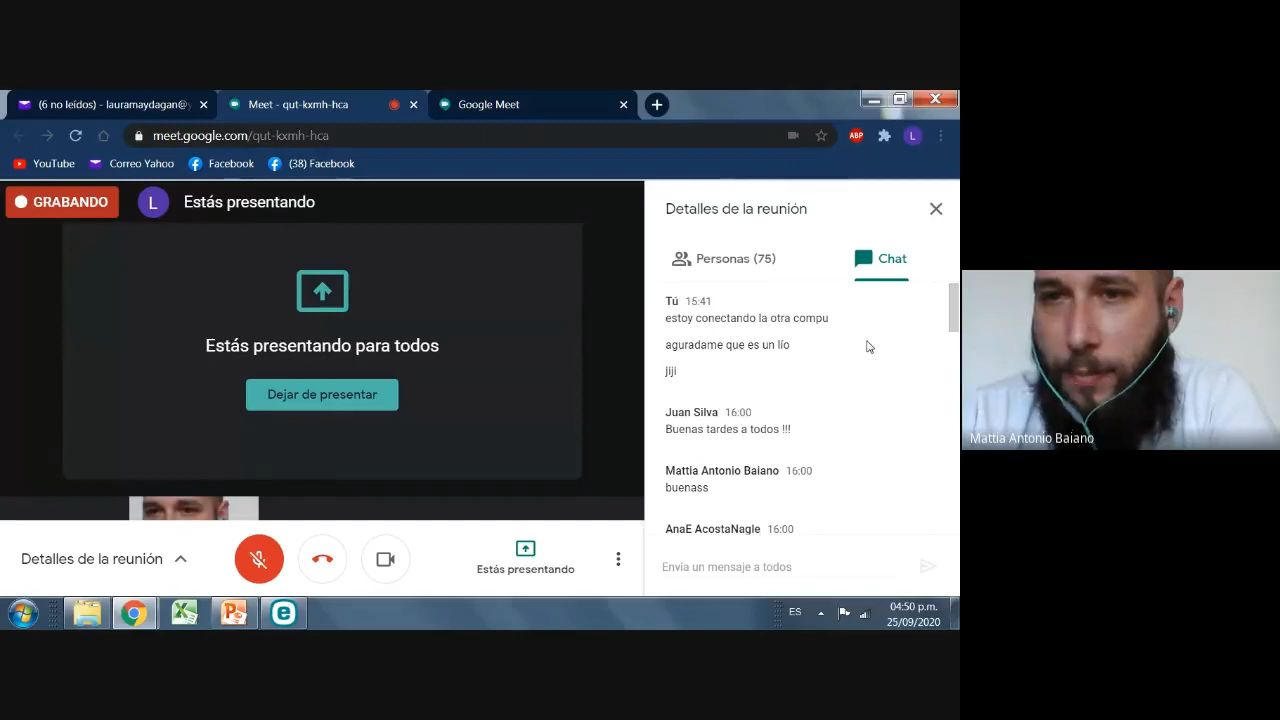 (6 no leídos) - lauramaydagan@
Meet - qut-kxmh-hca
Google Meet
meet.google.com/qut-kxmh-hca
ABP
L
YouTube
Correo Yahoo
Facebook
(38) Facebook
GRABANDO
L
Estás presentando
Detalles de la reunión
Personas (75)
Chat
Tú 15:41
estoy conectando la otra compu
aguradame que es un lío
jiji
Estás presentando para todos
Dejar de presentar
Juan Silva 16:00
Buenas tardes a todos !!!
Mattia Antonio Baiano 16:00
buenass
AnaE AcostaNagle 16:00
Mattia Antonio Baiano
Detalles de la reunión
Estás presentando
Envía un mensaje a todos
ES
04:50 p.m.
25/09/2020